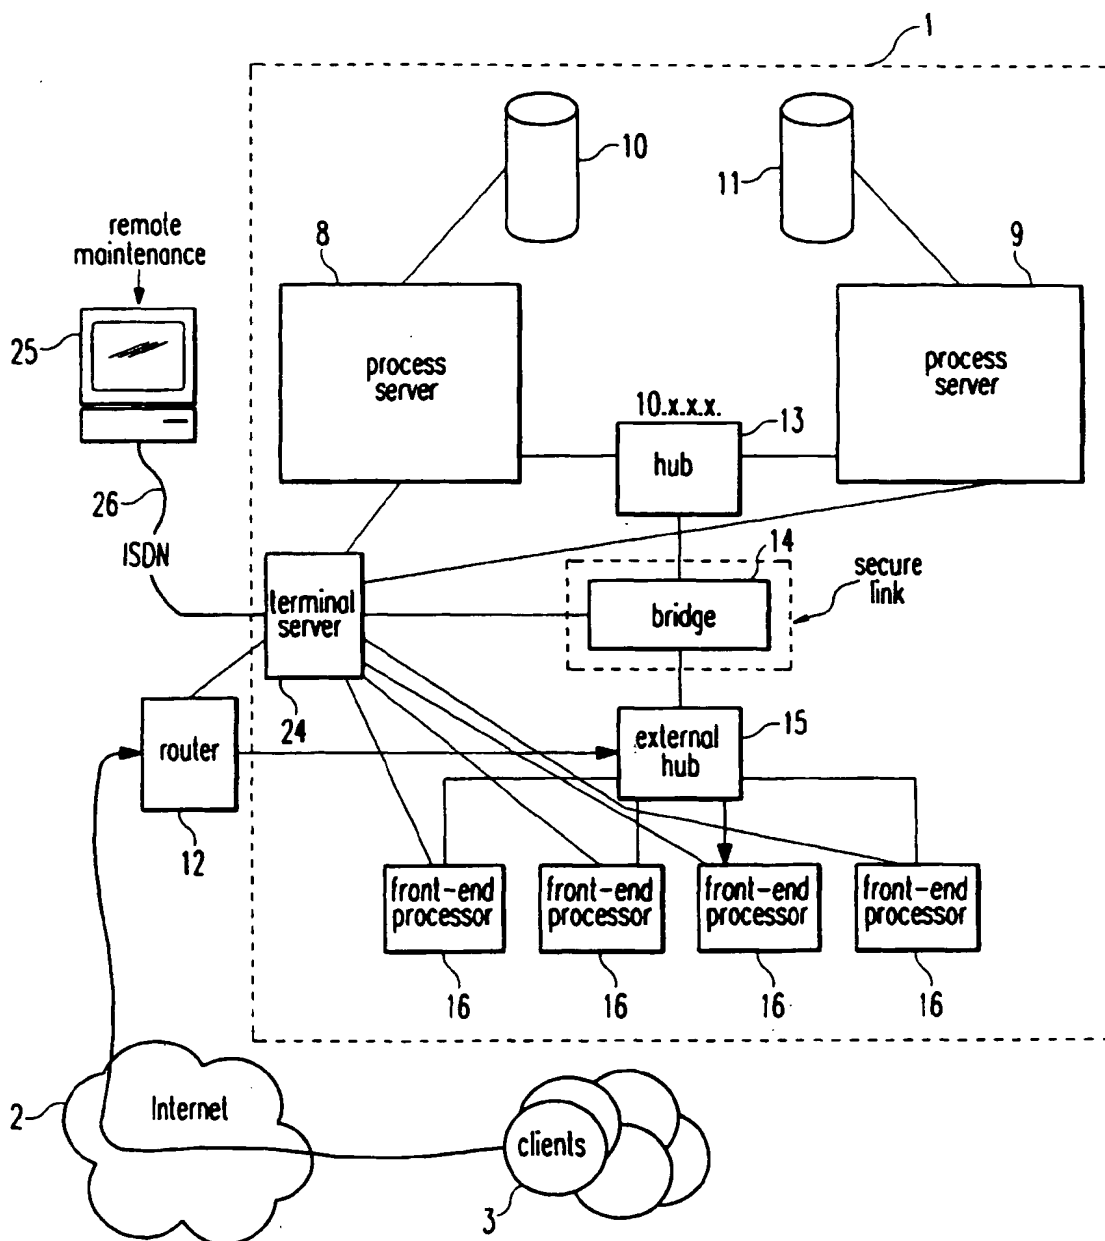 1
10
11
remote
maintenance
8
9
25
process
server
process
server
10.x.x.x.
13
hub
26
ISDN
14
secure
link
terminal
server
bridge
24
15
router
external
hub
12
front-end
processor
front-end
processor
front-end
processor
front-end
processor
16
16
16
16
2
Internet
clients
3